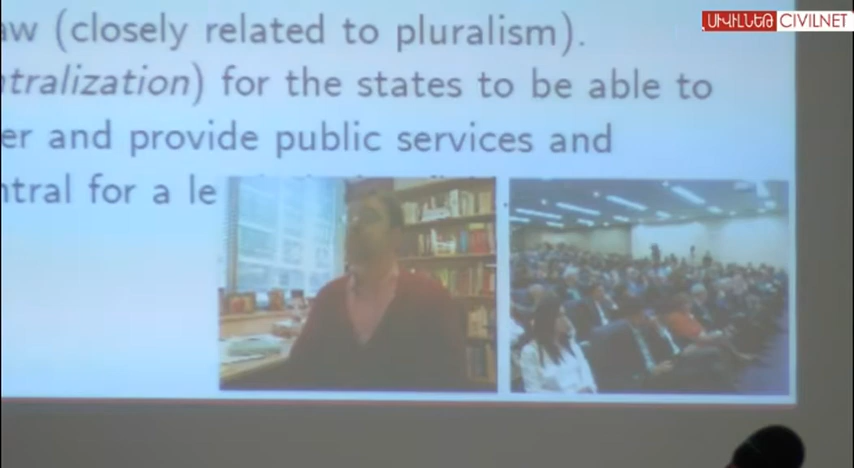 aw (closely related to pluralism).
tralization) for the states to be able to
er and provide public services and
ntral for a le
ՍԻՎԻԼՆԵԹ CIVILNET